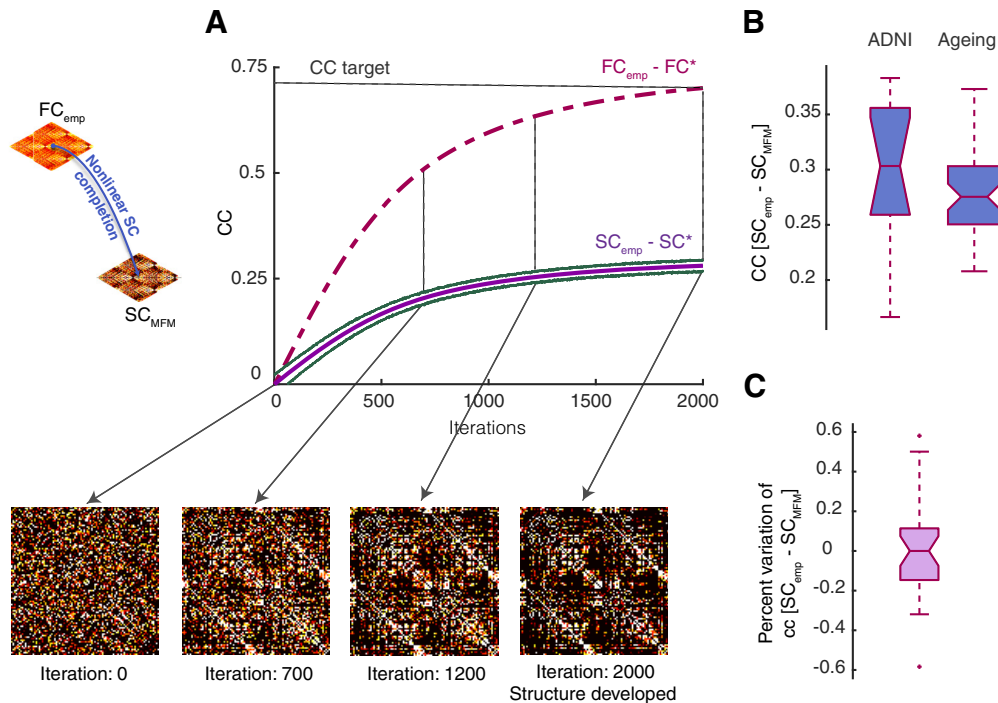 A
B
C
FCemp
Nonlinear SC
completion
SCMFM
0.75
0.5
0.25
0
CC
CC target
FCemp - FC*
SCemp - SC*
0
500
1000
1500
2000
Iterations
Iteration: 0
Iteration: 700
Iteration: 1200
Iteration: 2000
Structure developed
ADNI
Ageing
CC [SCemp - SCMFM]
0.35
0.3
0.25
0.2
Percent variation of
cc [SCemp - SCMFM]
0.6
0.4
0.2
0
-0.2
-0.4
-0.6